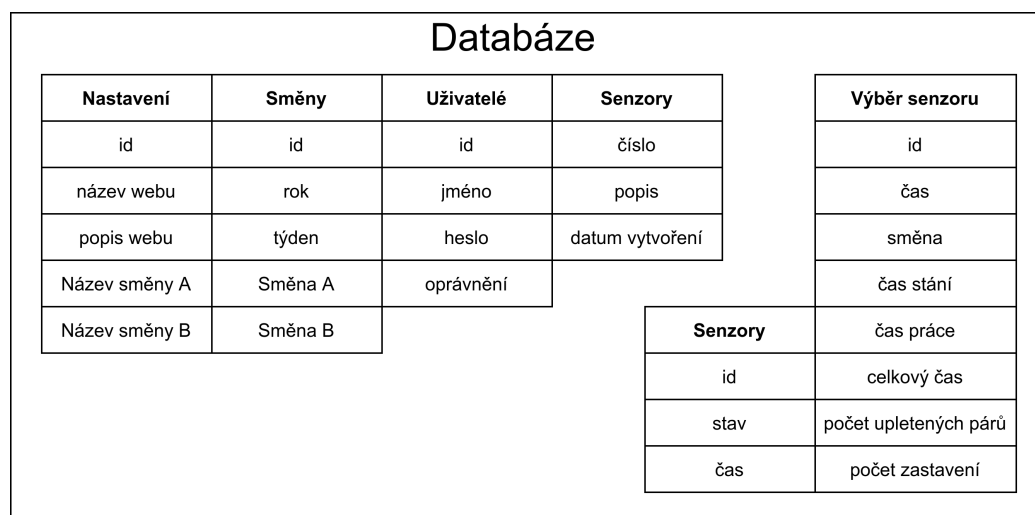 Databáze
Nastavení Směny Uživatelé Senzory Výběr senzoru
id id id číslo id
název webu rok jméno popis čas
popis webu týden heslo datum vytvoření směna
Název směny A Směna A oprávnění čas stání
Název směny B Směna B Senzory čas práce
id celkový čas
stav počet upletených párů
čas počet zastavení